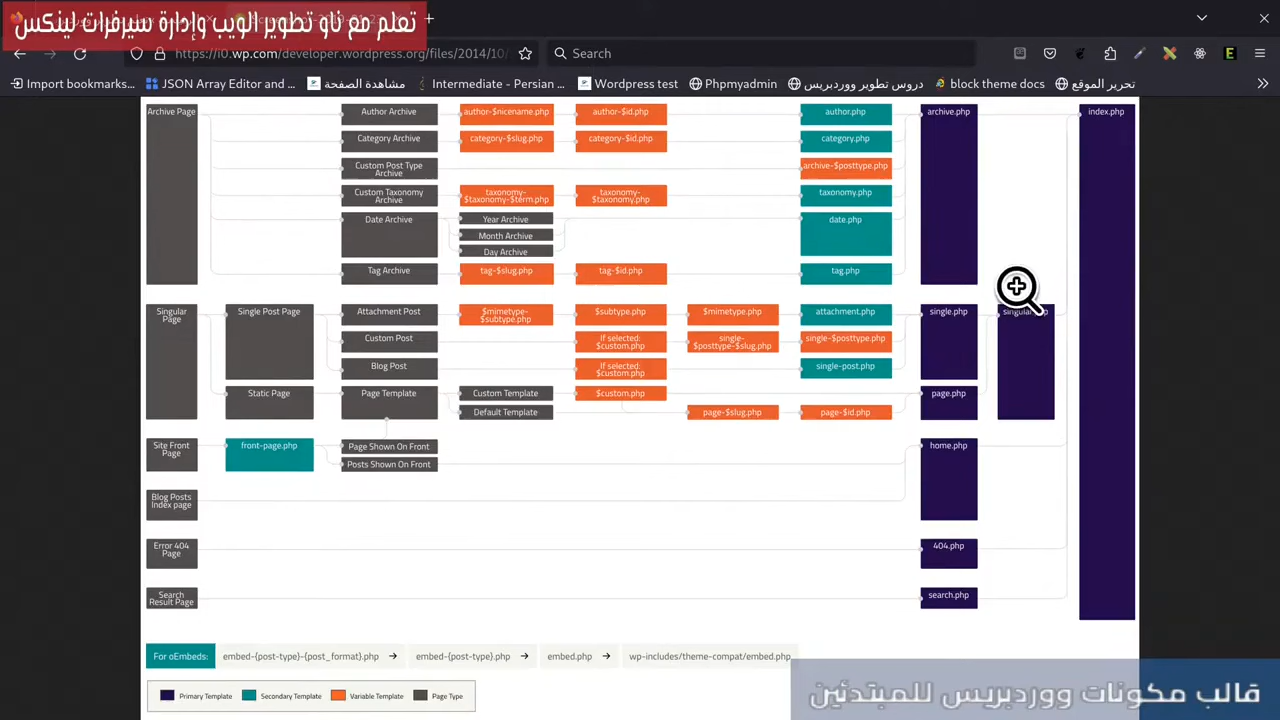 تعلم مع ناو تطوير الويب وإدارة سيرفرات لينكس
https://i0.wp.com/developer.wordpress.org/files/2014/10/
Search
Import bookmarks...
JSON Array Editor and ...
مشاهدة الصفحة
Intermediate - Persian ...
Wordpress test
Phpmyadmin
دروس تطوير ووردبريس
block theme docs
تحرير الموقع
Archive Page
Author Archive
author-$nicename.php
author-$id.php
author.php
archive.php
index.php
Category Archive
category-$slug.php
category-$id.php
category.php
Custom Post Type
Archive
archive-$posttype.php
Custom Taxonomy
Archive
taxonomy-
$taxonomy-$term.php
taxonomy-
$taxonomy.php
taxonomy.php
Date Archive
Year Archive
Month Archive
Day Archive
date.php
Tag Archive
tag-$slug.php
tag-$id.php
tag.php
Singular
Page
Single Post Page
Attachment Post
$mimetype-
$subtype.php
$subtype.php
$mimetype.php
attachment.php
single.php
Custom Post
If selected:
$custom.php
single-
$posttype-$slug.php
single-$posttype.php
Blog Post
If selected:
$custom.php
single-post.php
Static Page
Page Template
Custom Template
$custom.php
page.php
Default Template
page-$slug.php
page-$id.php
Site Front
Page
front-page.php
Page Shown On Front
Posts Shown On Front
home.php
Blog Posts
Index page
Error 404
Page
404.php
Search
Result Page
search.php
For oEmbeds:
embed-{post-type}-{post_format}.php →
embed-{post-type}.php →
embed.php →
wp-includes/theme-compat/embed.php
Primary Template
Secondary Template
Variable Template
Page Type
قالب مكونات ووردبريس للمبتدئين